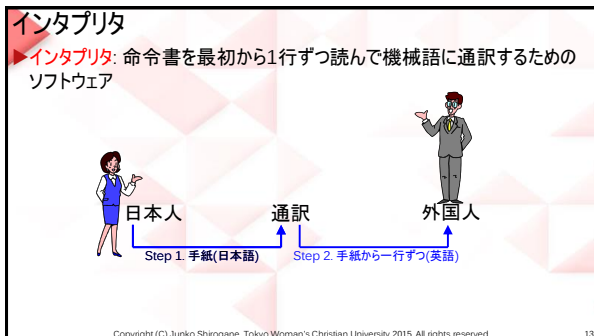 インタプリタ
インタプリタ: 命令書を最初から1行ずつ読んで機械語に通訳するための
ソフトウェア
日本人 通訳 外国人
Step 1. 手紙(日本語) Step 2. 手紙から一行ずつ(英語)
Copyright (C) Junko Shirogane, Tokyo Woman's Christian University 2015, All rights reserved. 13